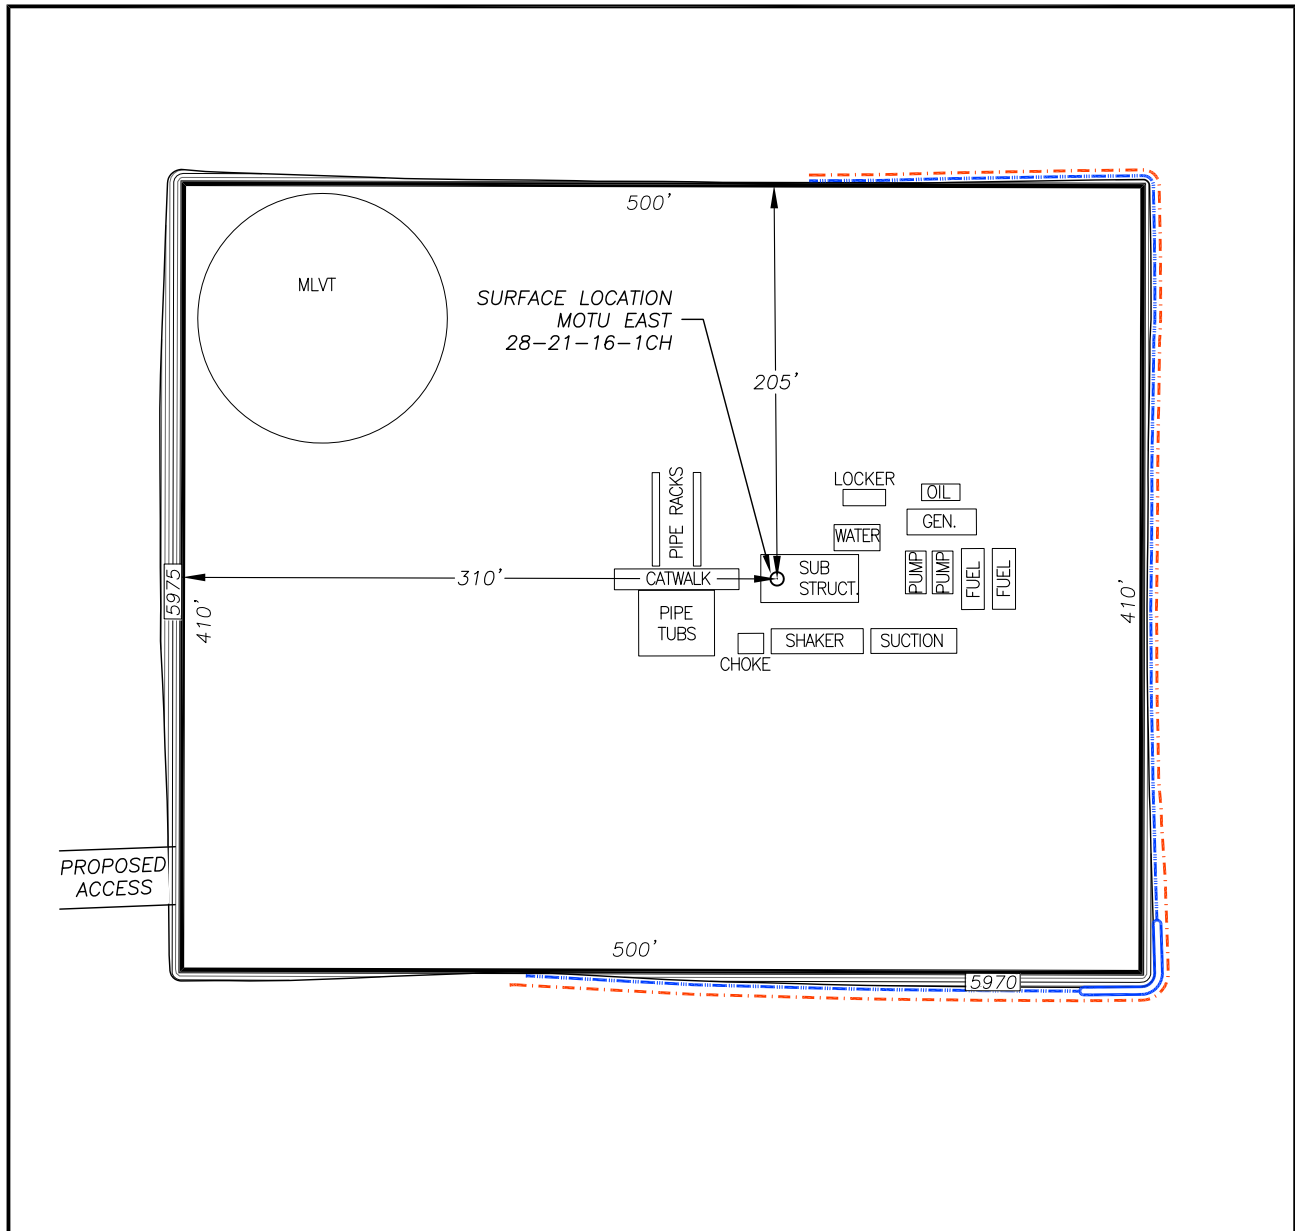 500'
MLVT
SURFACE LOCATION
MOTU EAST
28-21-16-1CH
205'
PIPE RACKS
LOCKER
OIL
GEN.
WATER
5975
410'
310'
CATWALK
SUB
STRUCT.
PUMP
PUMP
FUEL
FUEL
410'
PIPE
TUBS
CHOKE
SHAKER
SUCTION
PROPOSED
ACCESS
500'
5970